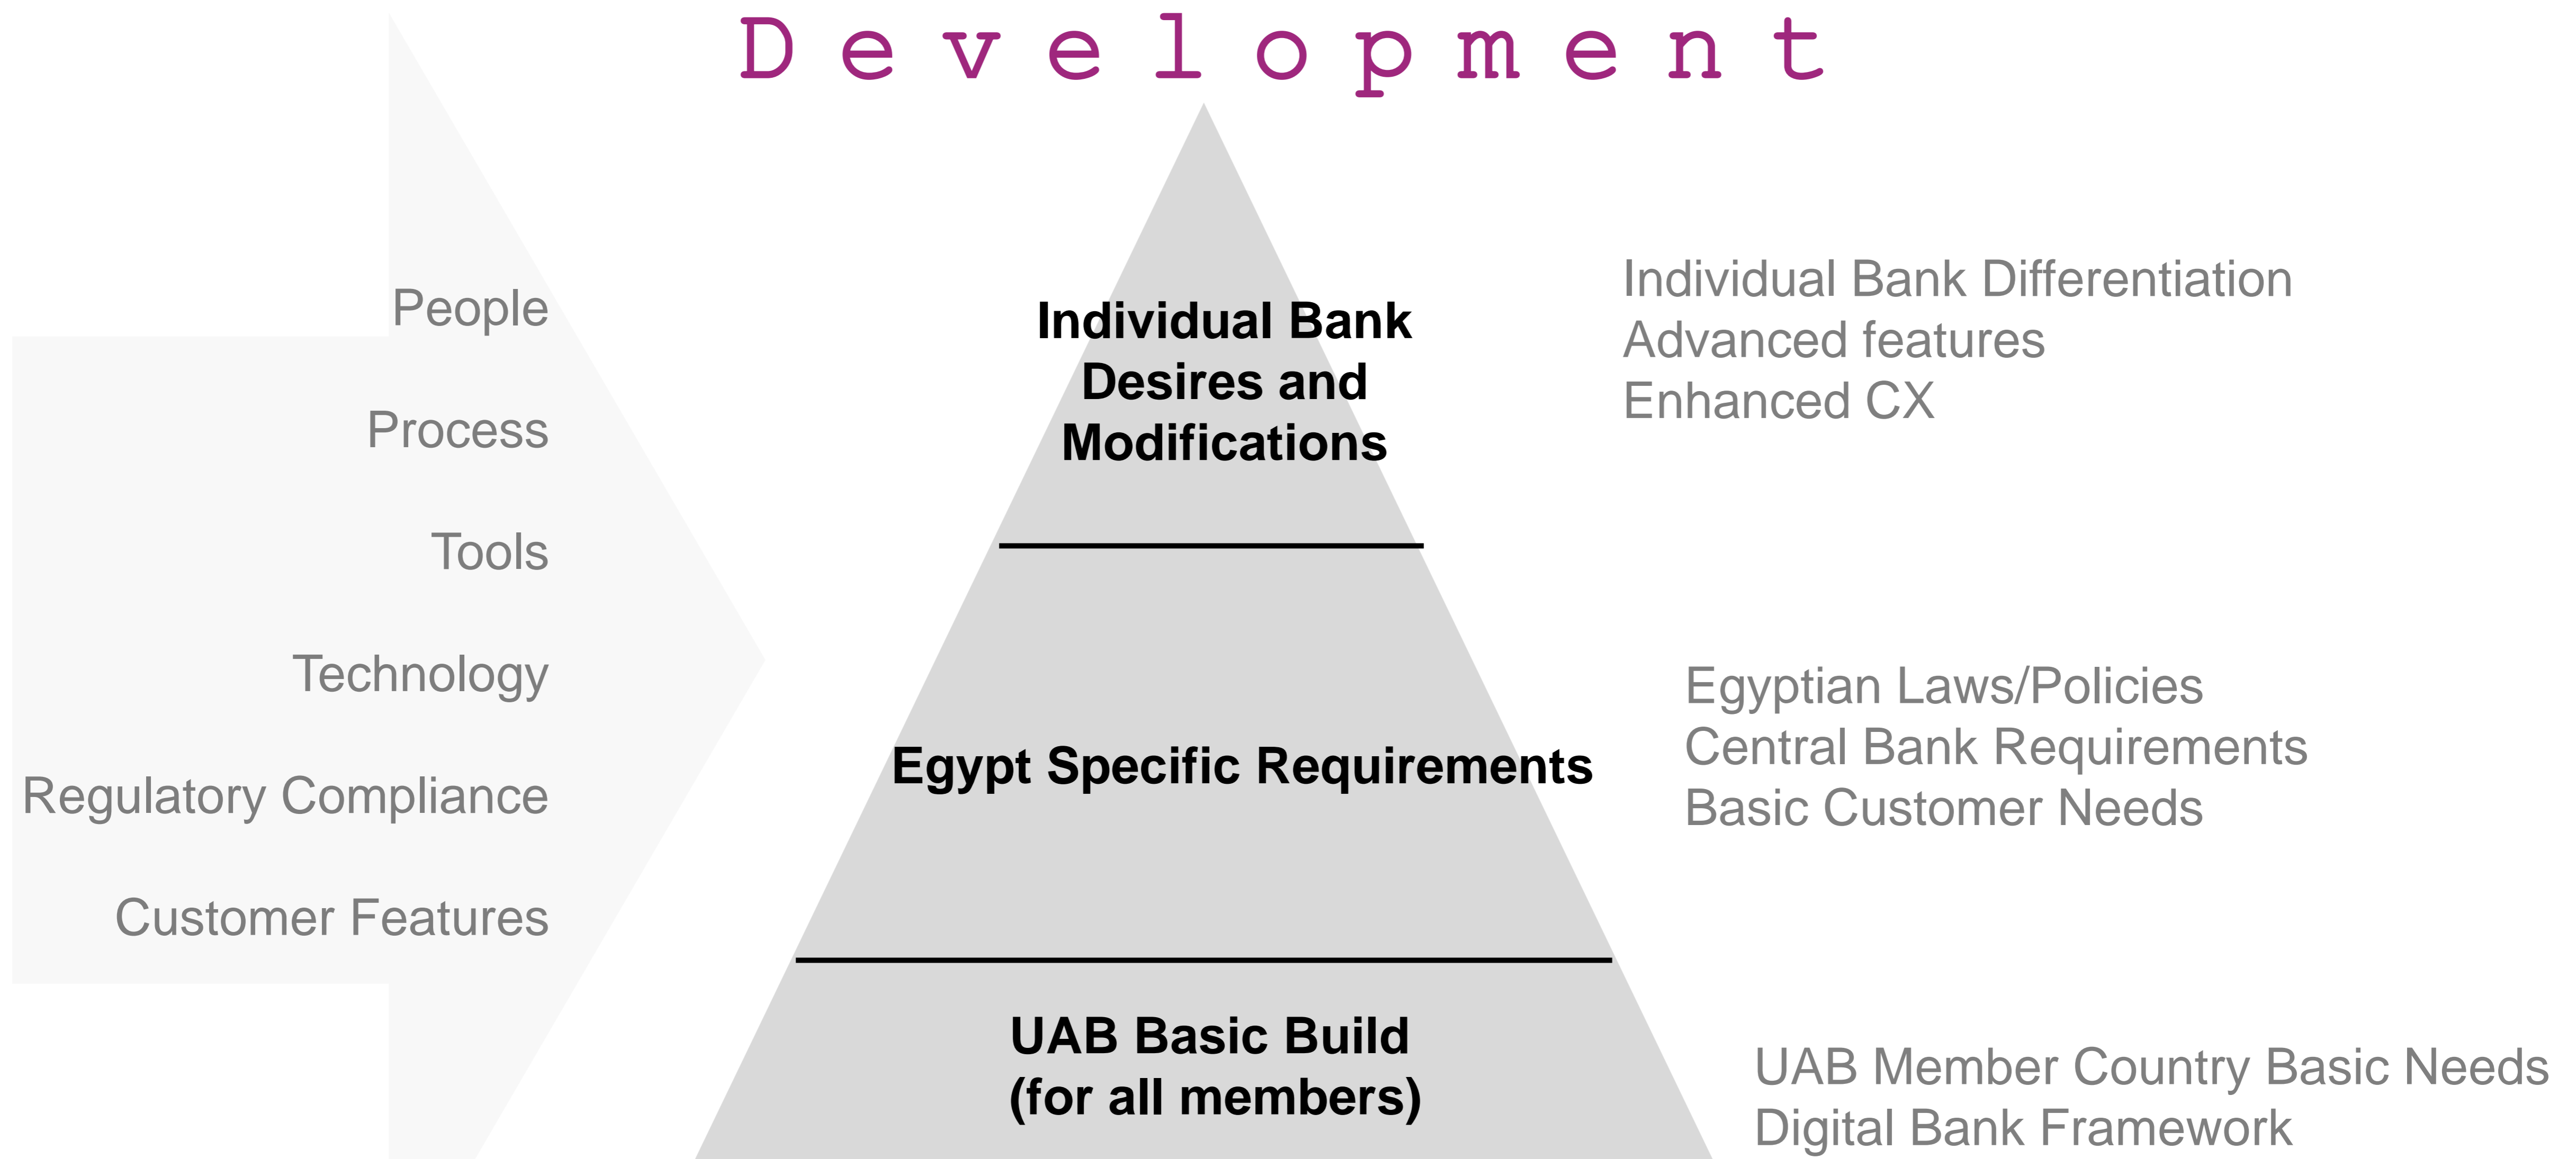 Development
People
Process
Tools
Technology
Regulatory Compliance
Customer Features
Individual Bank
Desires and
Modifications
Egypt Specific Requirements
UAB Basic Build
(for all members)
Individual Bank Differentiation
Advanced features
Enhanced CX
Egyptian Laws/Policies
Central Bank Requirements
Basic Customer Needs
UAB Member Country Basic Needs
Digital Bank Framework